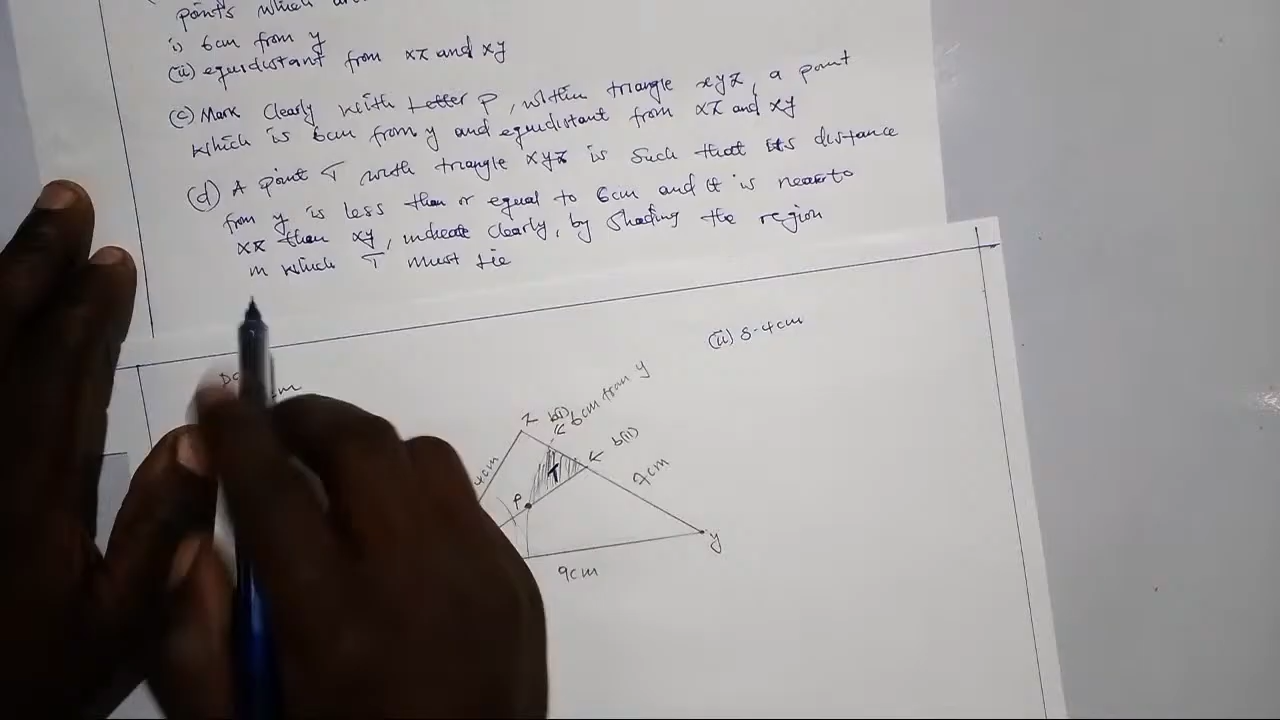 points which
is 6cm from y
(ii) equidistant from xz and xy
(c) Mark clearly with letter P, within triangle xyz, a point
which is 6cm from y and equidistant from xz and xy
(d) A point T with triangle xyz is such that its distance
from y is less than or equal to 6cm and it is nearer to
xz than xy, indicate clearly, by shading the region
in which T must lie
(ii) 8.4cm
z b(i) 6cm from y
b(ii)
4cm
7cm
T
P
y
9cm